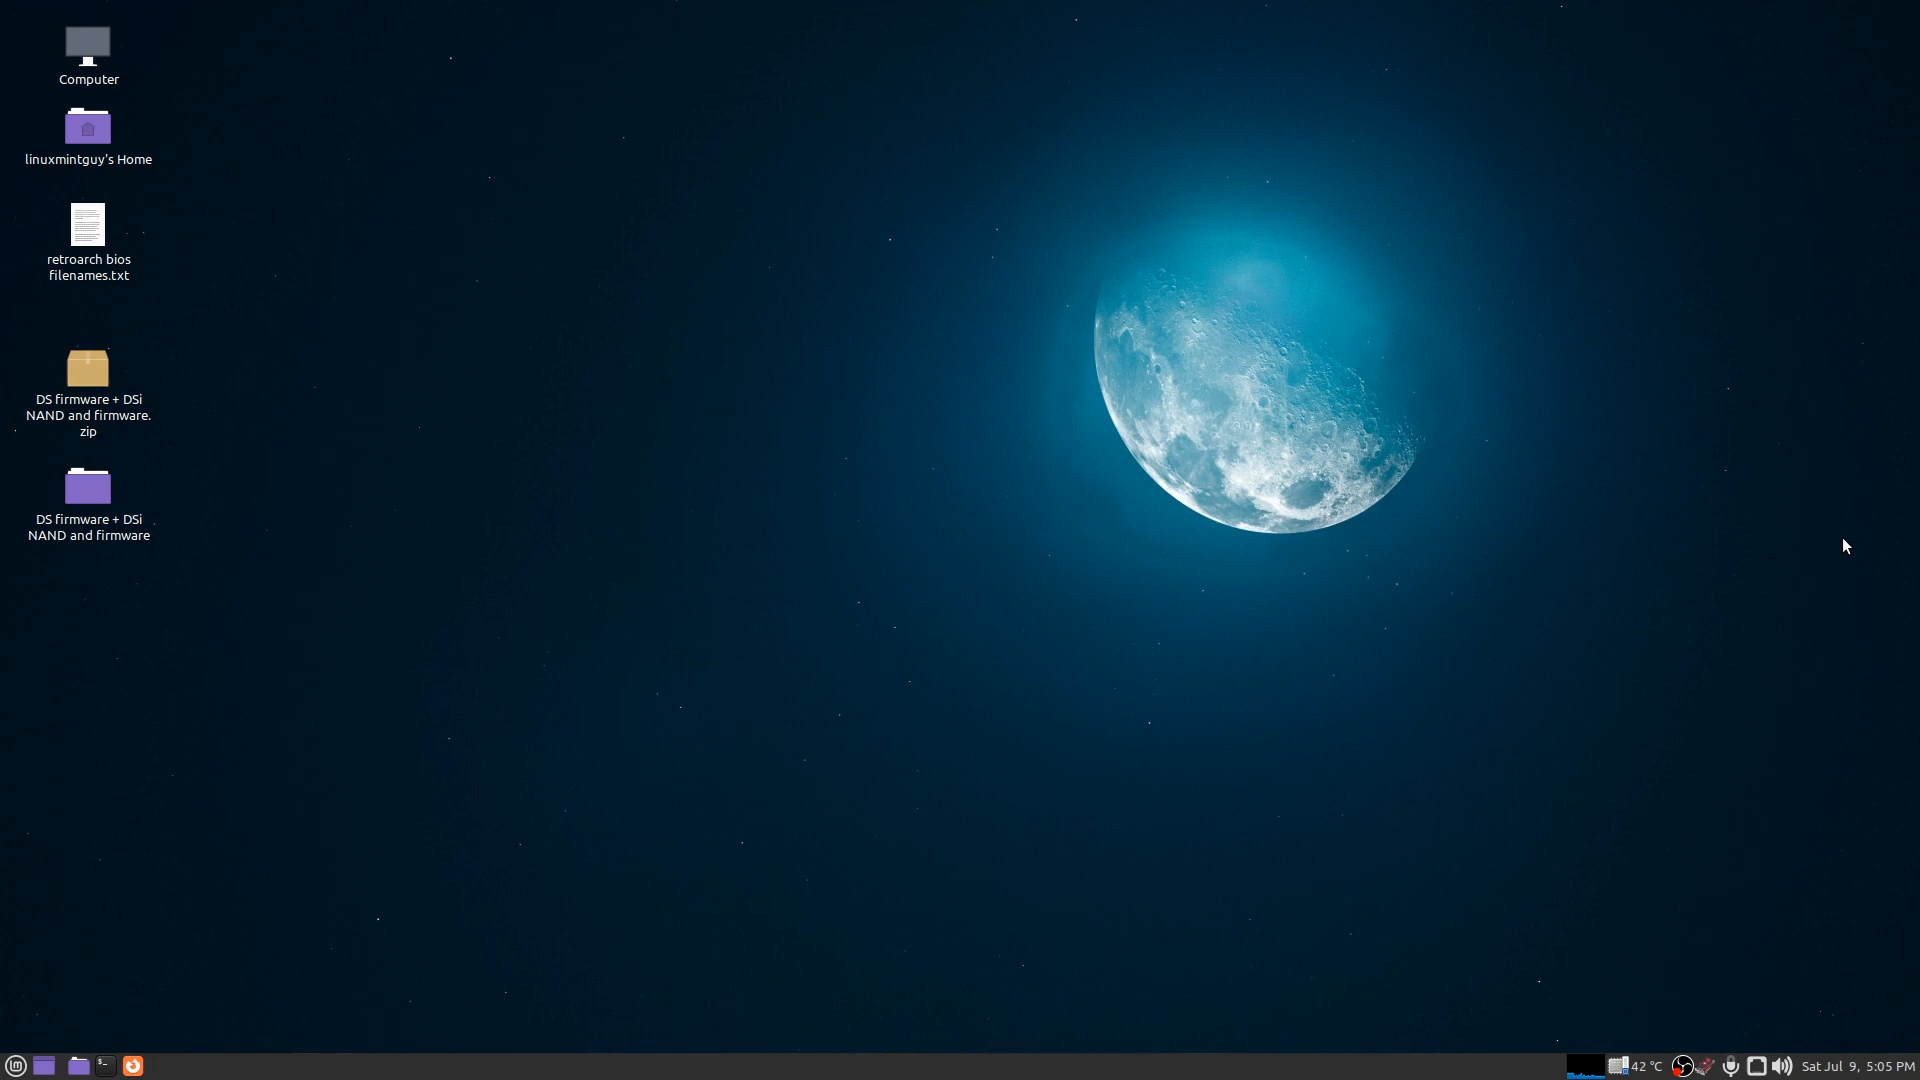 Computer
linuxmintguy's Home
retroarch bios
filenames.txt
DS firmware + DSi
NAND and firmware.
zip
DS firmware + DSi
NAND and firmware
42 °C
Sat Jul  9,  5:05 PM